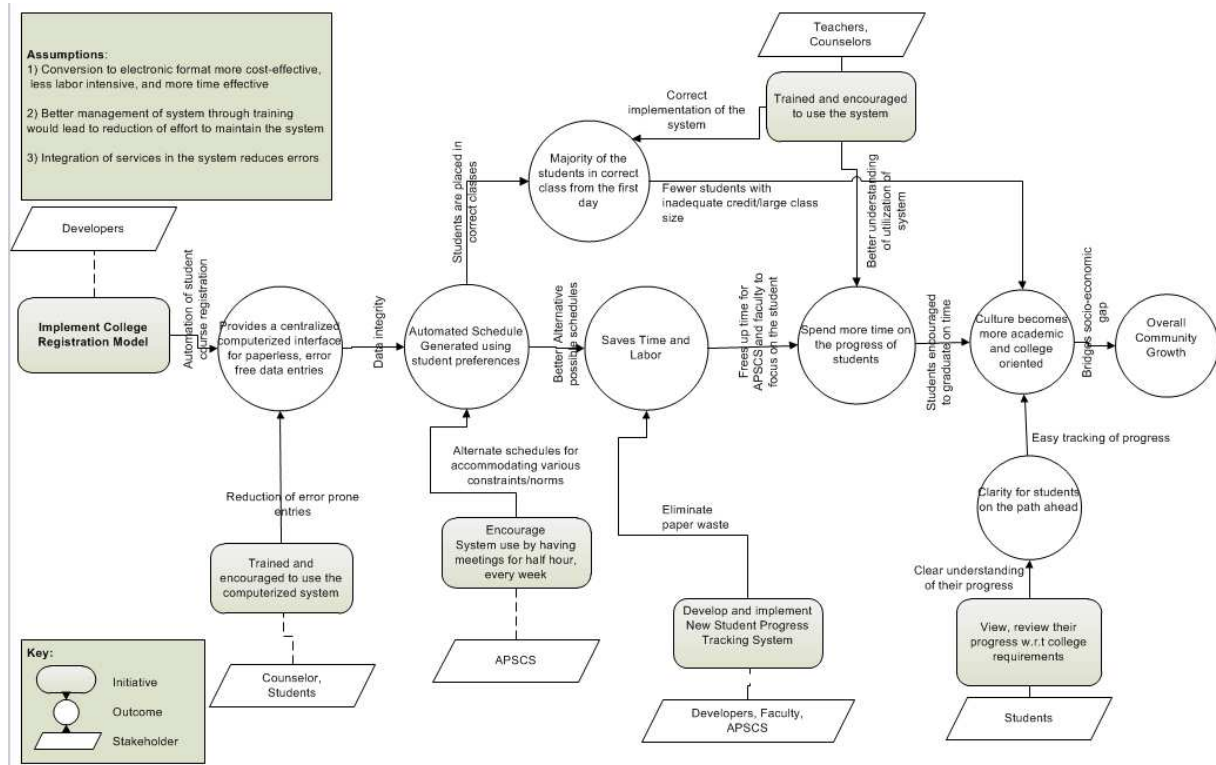 Assumptions:
1) Conversion to electronic format more cost-effective,
less labor intensive, and more time effective
2) Better management of system through training
would lead to reduction of effort to maintain the system
3) Integration of services in the system reduces errors
Teachers,
Counselors
Trained and encouraged
to use the system
Correct
implementation of the
system
Majority of the
students in correct
class from the first
day
Fewer students with
inadequate credit/large class
size
Better understanding
of utilization of
system
Students are placed in
correct classes
Developers
Implement College
Registration Model
Automation of student
course registration
Provides a centralized
computerized interface
for paperless, error
free data entries
Data integrity
Automated Schedule
Generated using
student preferences
Better Alternative
possible schedules
Saves Time and
Labor
Frees up time for
APSCS and faculty to
focus on the student
Spend more time on
the progress of
students
Students encouraged
to graduate on time
Culture becomes
more academic
and college
oriented
Bridges socio-economic
gap
Overall
Community
Growth
Easy tracking of progress
Clarity for students
on the path ahead
Clear understanding
of their progress
View, review their
progress w.r.t college
requirements
Students
Reduction of error prone
entries
Trained and
encouraged to use the
computerized system
Counselor,
Students
Alternate schedules for
accommodating various
constraints/norms
Encourage
System use by having
meetings for half hour,
every week
APSCS
Eliminate
paper waste
Develop and implement
New Student Progress
Tracking System
Developers, Faculty,
APSCS
Key:
Initiative
Outcome
Stakeholder